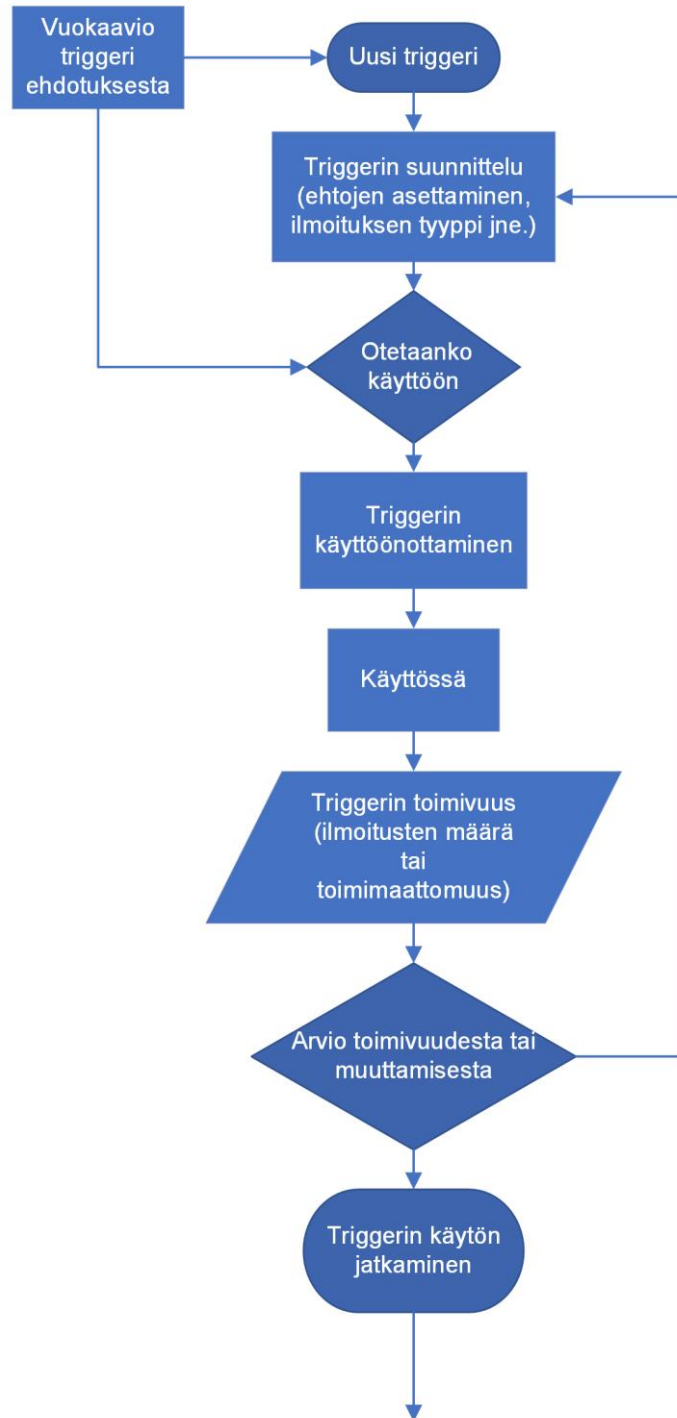 Vuokaavio
triggeri
ehdotuksesta
Uusi triggeri
Triggerin suunnittelu
(ehtojen asettaminen,
ilmoituksen tyyppi jne.)
Otetaanko
käyttöön
Triggerin
käyttöönottaminen
Käyttössä
Triggerin toimivuus
(ilmoitusten määrä
tai
toimimaattomuus)
Arvio toimivuudesta tai
muuttamisesta
Triggerin käytön
jatkaminen